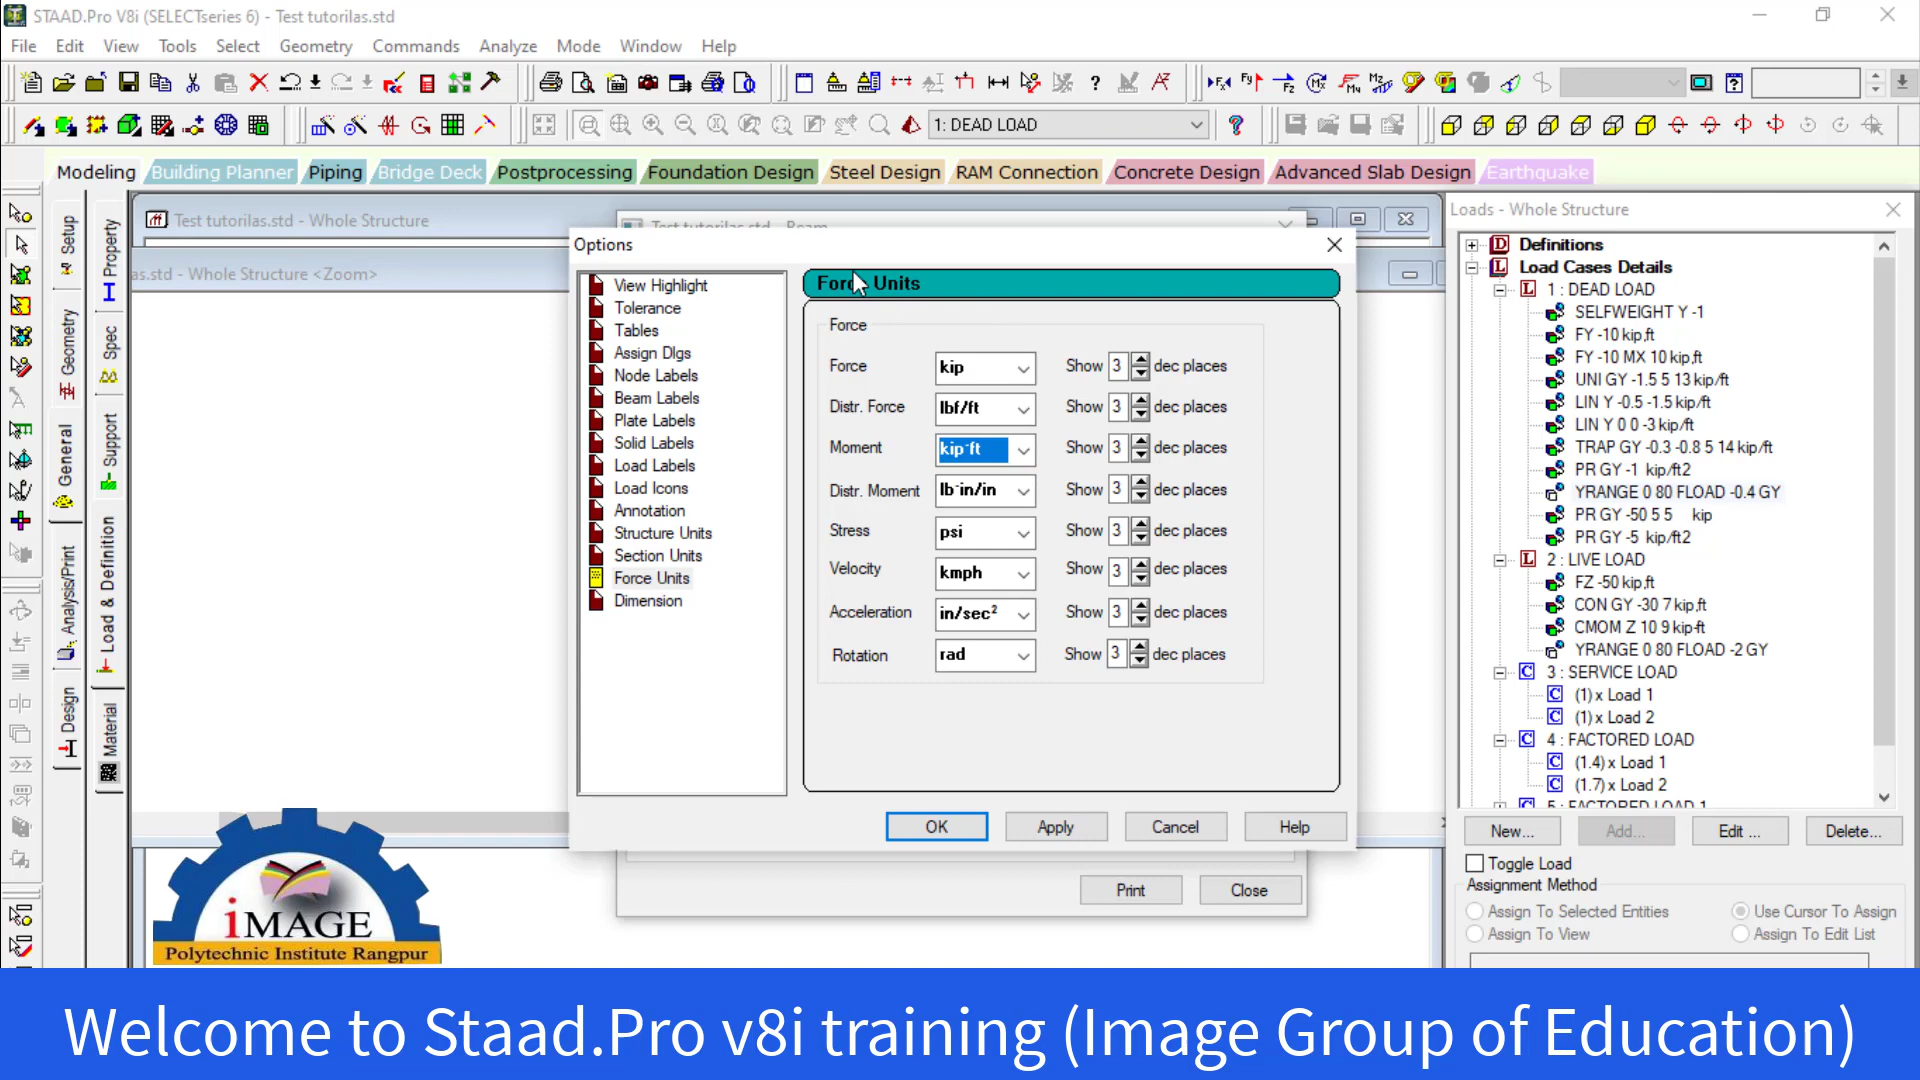 STAAD.Pro V8i (SELECTseries 6) - Test tutorilas.std
File Edit View Tools Select Geometry Commands Analyze Mode Window Help
1: DEAD LOAD
Modeling Building Planner Piping Bridge Deck Postprocessing Foundation Design Steel Design RAM Connection Concrete Design Advanced Slab Design Earthquake
Setup
Geometry
General
Analysis/Print
Design
Property
Spec
Support
Load & Definition
Material
Test tutorilas.std - Whole Structure
as.std - Whole Structure <Zoom>
Test tutorilas.std - Beam
Options
View Highlight
Tolerance
Tables
Assign Dlgs
Node Labels
Beam Labels
Plate Labels
Solid Labels
Load Labels
Load Icons
Annotation
Structure Units
Section Units
Force Units
Dimension
Force Units
Force
Force kip Show 3 dec places
Distr. Force lbf/ft Show 3 dec places
Moment kip-ft Show 3 dec places
Distr. Moment lb-in/in Show 3 dec places
Stress psi Show 3 dec places
Velocity kmph Show 3 dec places
Acceleration in/sec² Show 3 dec places
Rotation rad Show 3 dec places
OK Apply Cancel Help
Print Close
Loads - Whole Structure
Definitions
Load Cases Details
1 : DEAD LOAD
SELFWEIGHT Y -1
FY -10 kip,ft
FY -10 MX 10 kip,ft
UNI GY -1.5 5 13 kip/ft
LIN Y -0.5 -1.5 kip/ft
LIN Y 0 0 -3 kip/ft
TRAP GY -0.3 -0.8 5 14 kip/ft
PR GY -1 kip/ft2
YRANGE 0 80 FLOAD -0.4 GY
PR GY -50 5 5 kip
PR GY -5 kip/ft2
2 : LIVE LOAD
FZ -50 kip,ft
CON GY -30 7 kip,ft
CMOM Z 10 9 kip-ft
YRANGE 0 80 FLOAD -2 GY
3 : SERVICE LOAD
(1) x Load 1
(1) x Load 2
4 : FACTORED LOAD
(1.4) x Load 1
(1.7) x Load 2
5 : FACTORED LOAD 1
New... Add... Edit ... Delete...
Toggle Load
Assignment Method
Assign To Selected Entities Use Cursor To Assign
Assign To View Assign To Edit List
iMAGE
Polytechnic Institute Rangpur
Welcome to Staad.Pro v8i training (Image Group of Education)